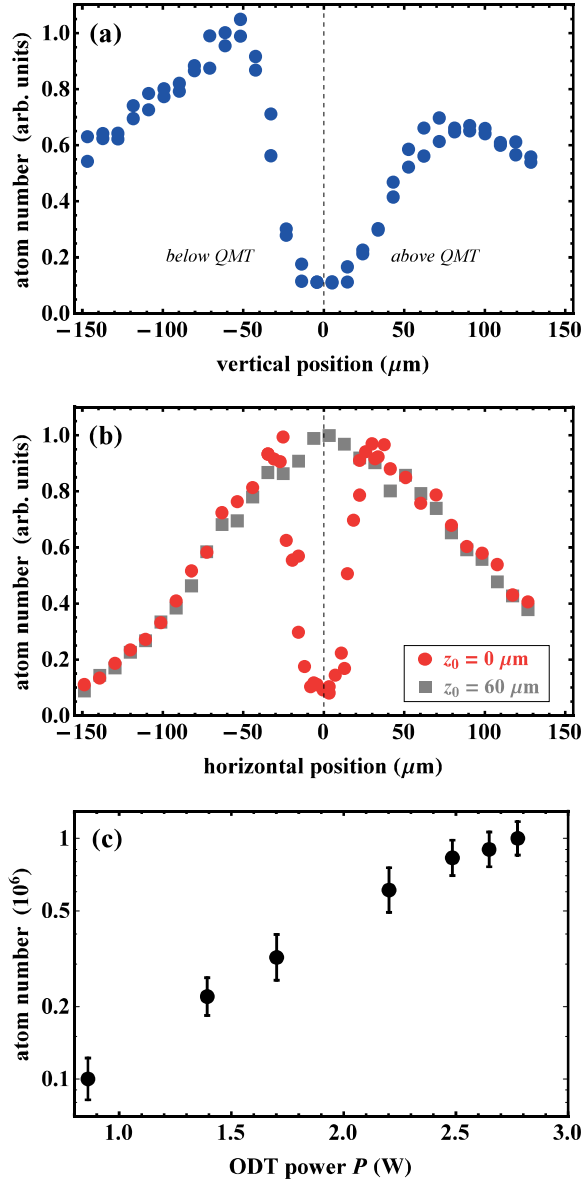 (a)
atom number (arb. units)
1.0
0.8
0.6
0.4
0.2
0.0
below QMT
above QMT
−150 −100 −50 0 50 100 150
vertical position (μm)
(b)
atom number (arb. units)
1.0
0.8
0.6
0.4
0.2
0.0
z₀ = 0 μm
z₀ = 60 μm
−150 −100 −50 0 50 100 150
horizontal position (μm)
(c)
atom number (10⁶)
1
0.5
0.2
0.1
1.0 1.5 2.0 2.5 3.0
ODT power P (W)